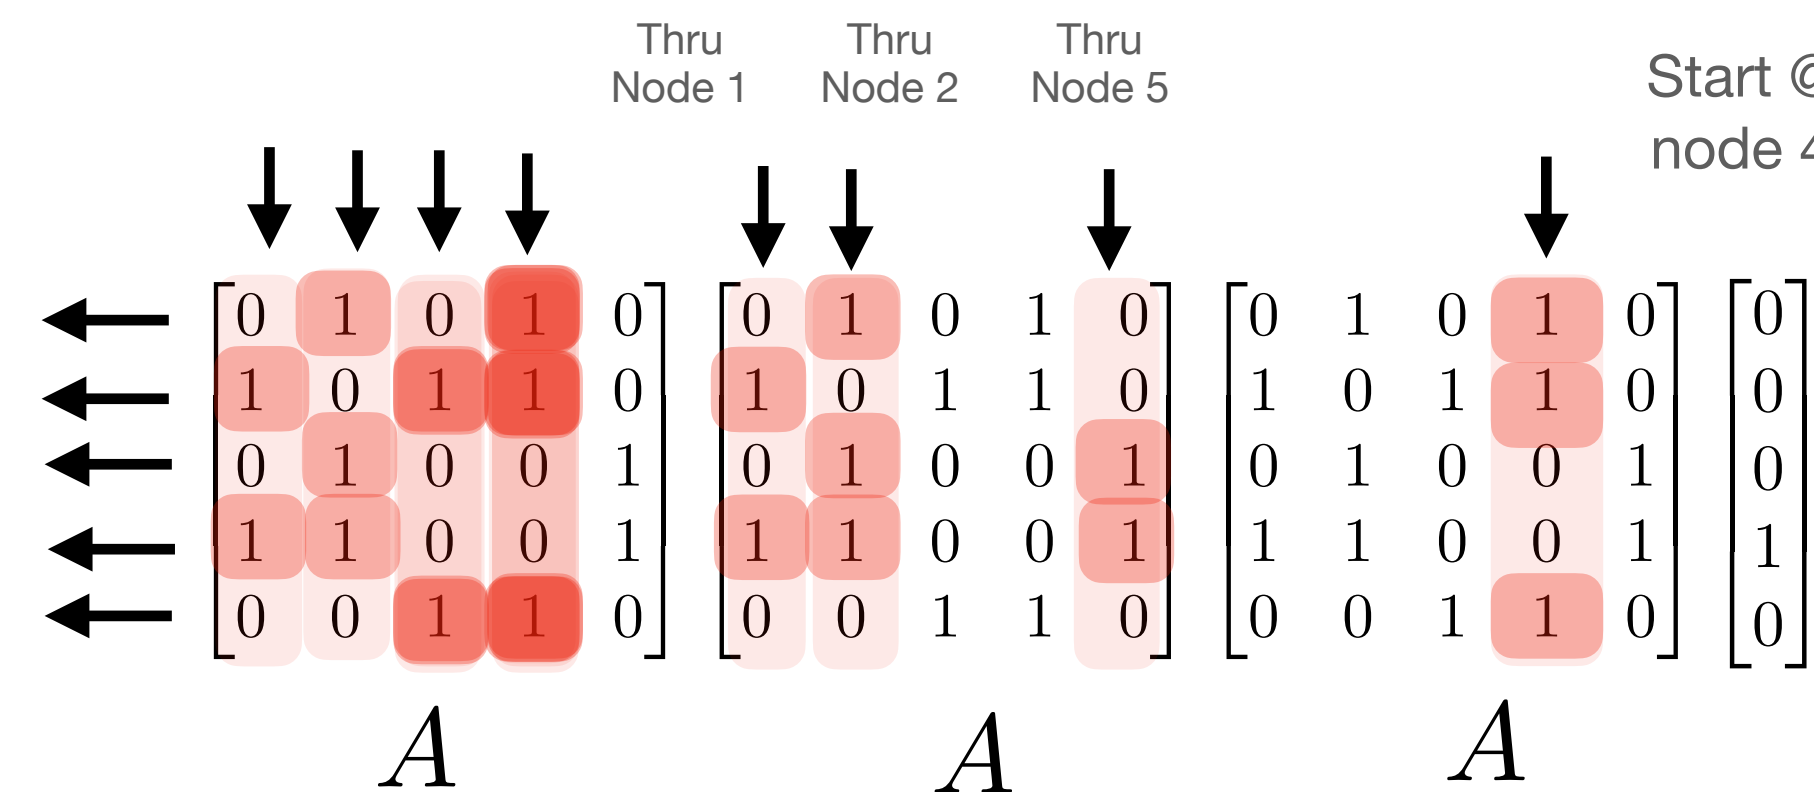 Thru Thru Thru
Node 1 Node 2 Node 5
Start @
node 4
0 1 0 1 0 0 1 0 1 0 0 1 0 1 0 0
1 0 1 1 0 1 0 1 1 0 1 0 1 1 0 0
0 1 0 0 1 0 1 0 0 1 0 1 0 0 1 0
1 1 0 0 1 1 1 0 0 1 1 1 0 0 1 1
0 0 1 1 0 0 0 1 1 0 0 0 1 1 0 0
A A A